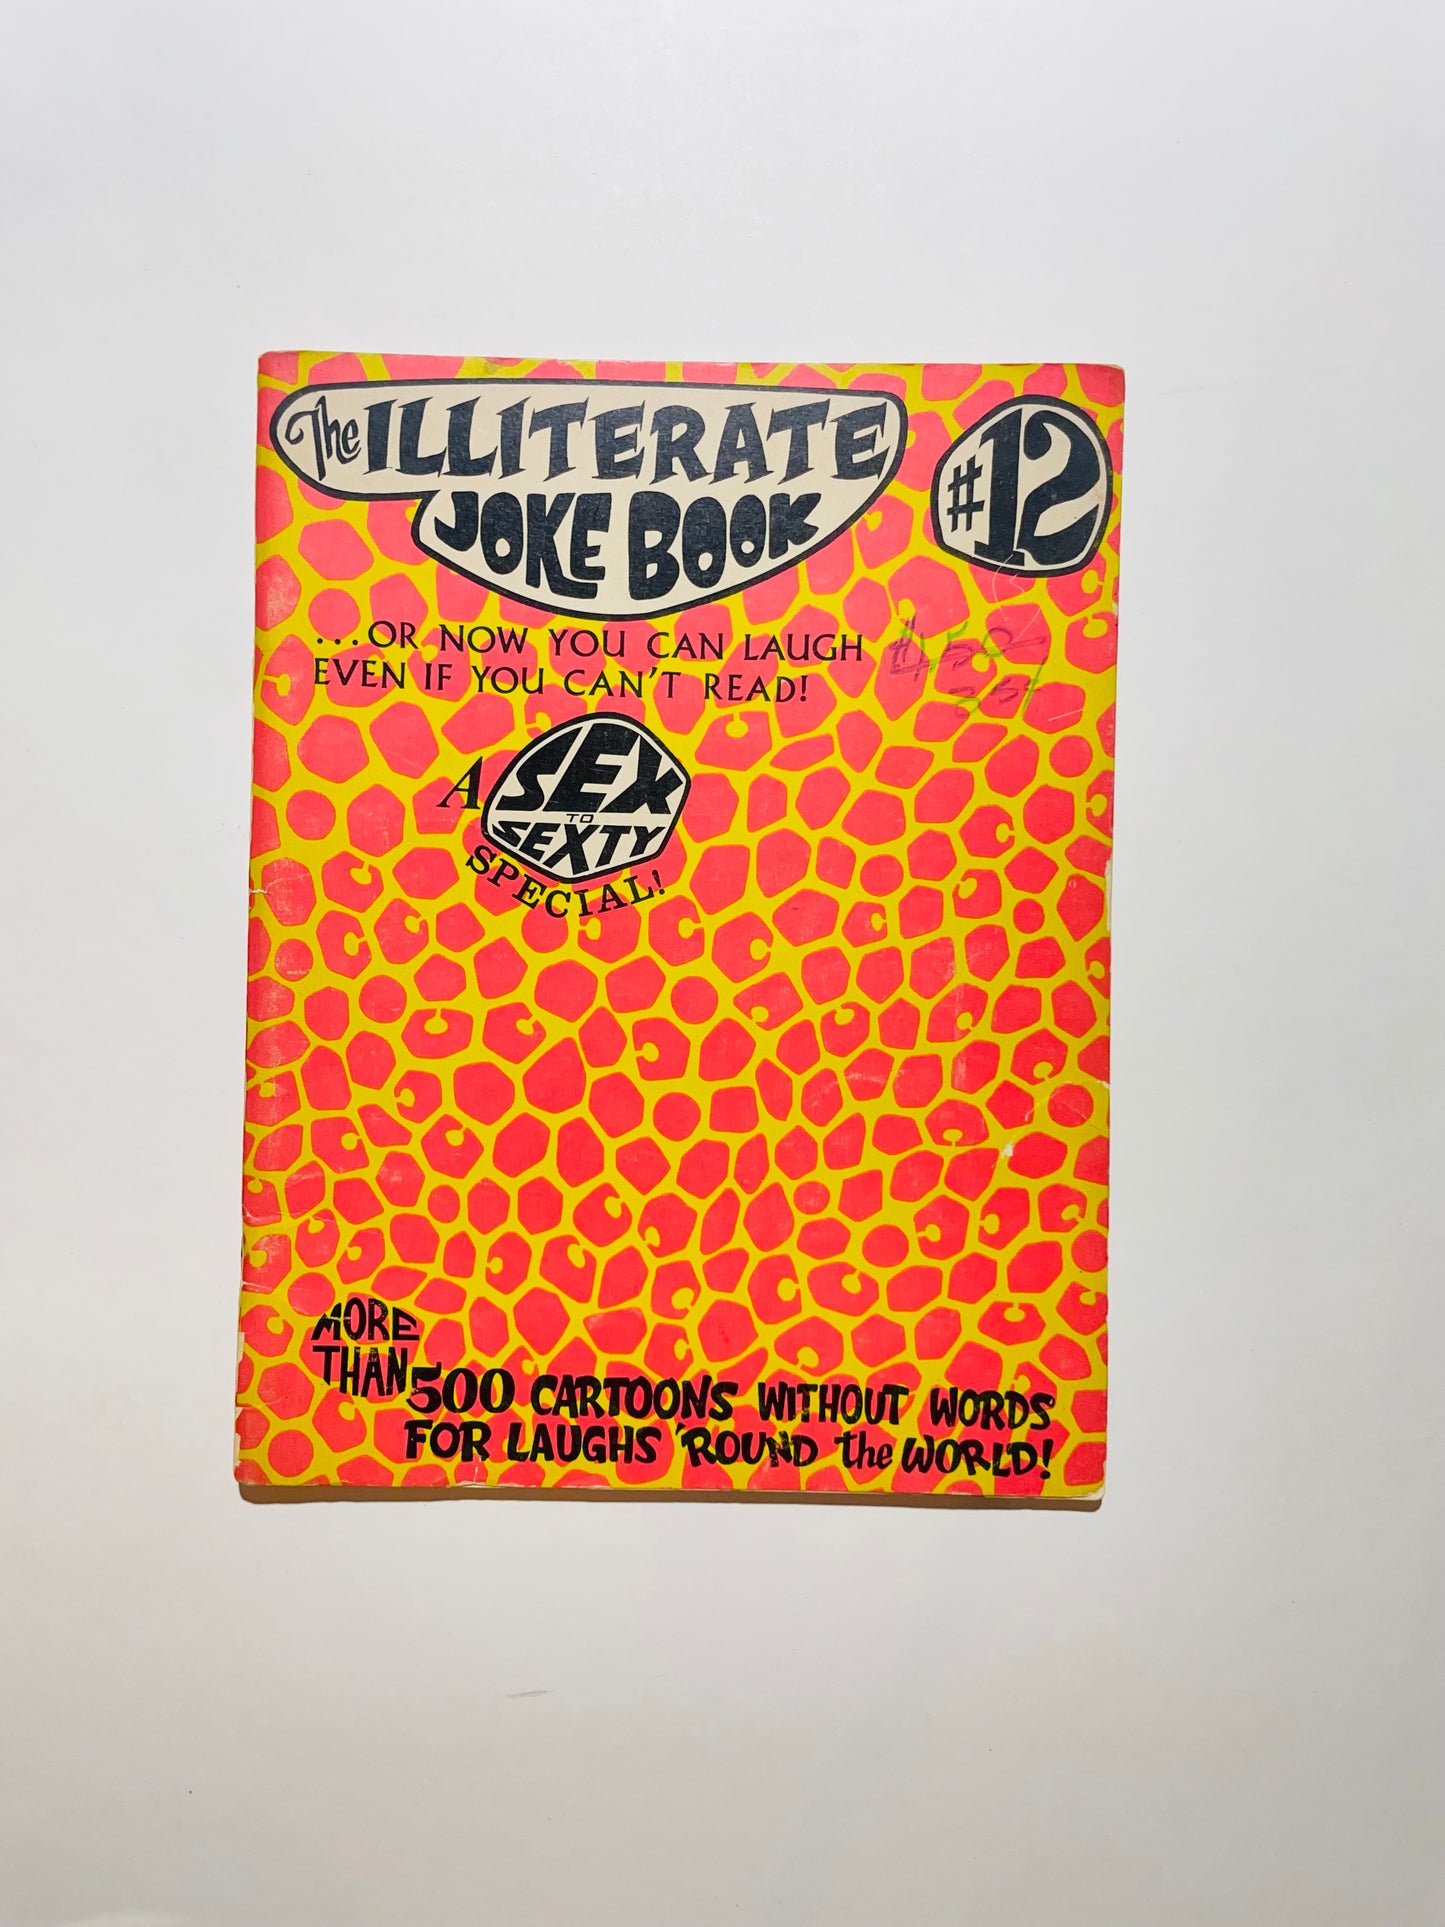 The ILLITERATE
JOKE BOOK
#12
...OR NOW YOU CAN LAUGH
EVEN IF YOU CAN'T READ!
A
SEX
TO
SEXTY
SPECIAL!
MORE
THAN 500 CARTOONS WITHOUT WORDS
FOR LAUGHS 'ROUND the WORLD!